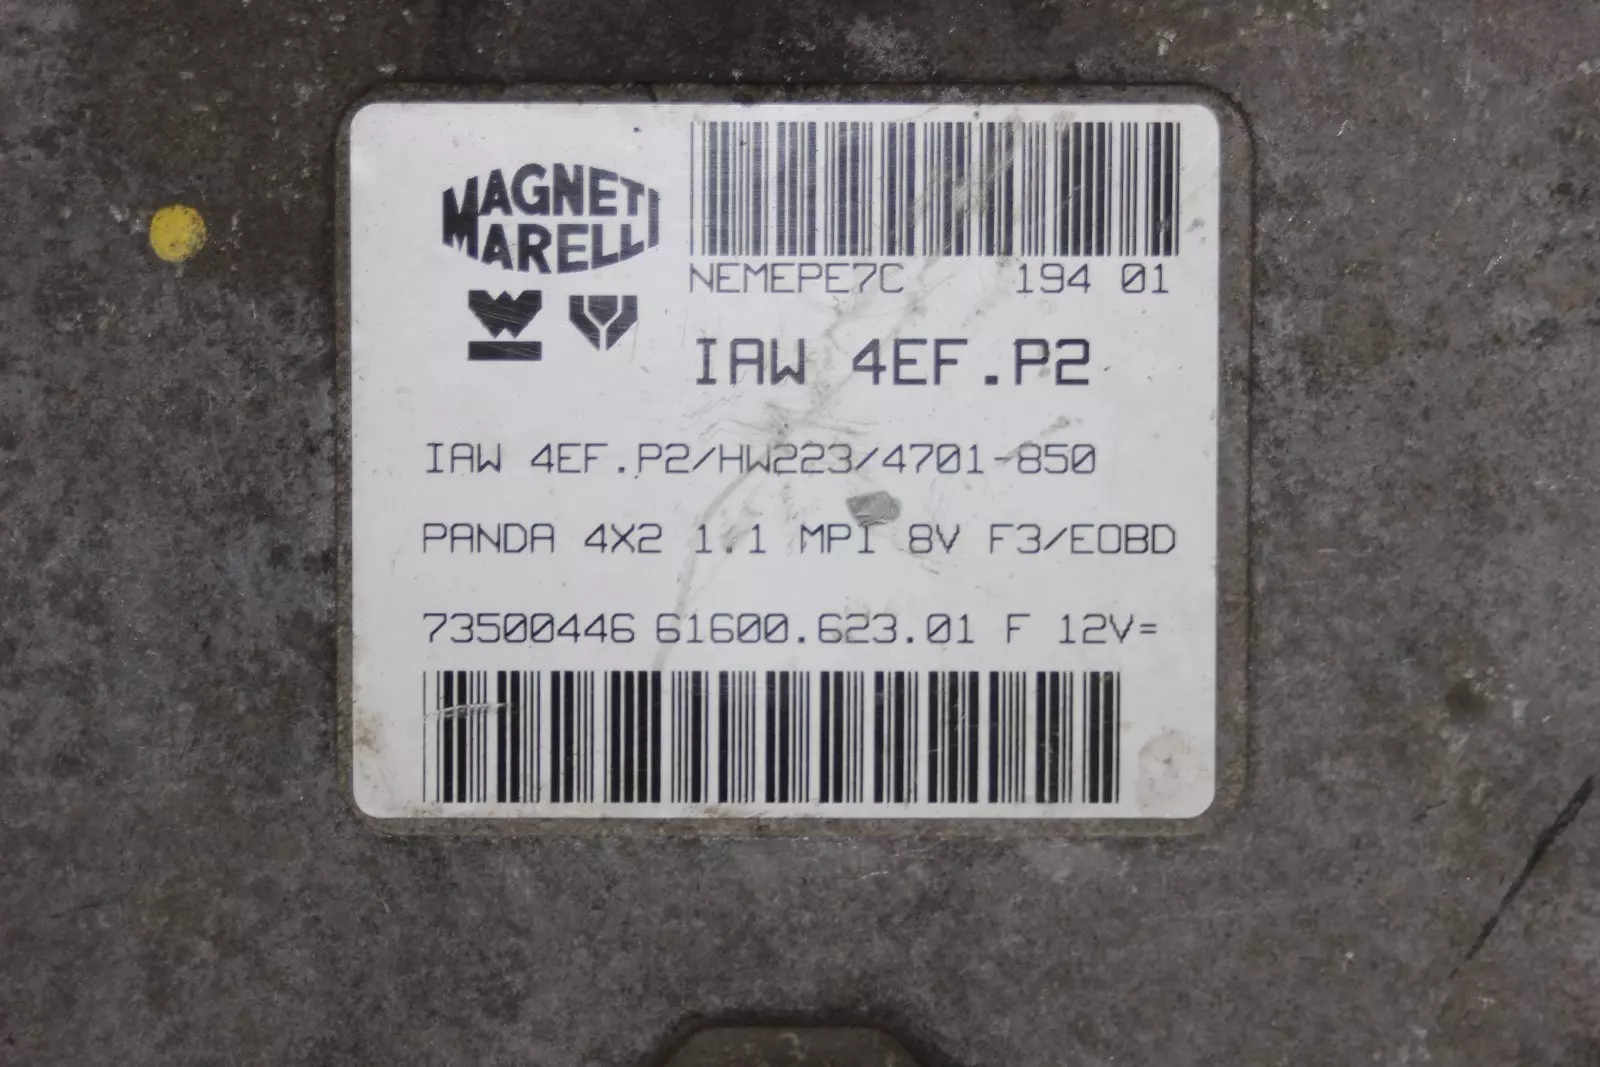 MAGNETI
MARELLI
NEMEPE7C 194 01
IAW 4EF.P2
IAW 4EF.P2/HW223/4701-850
PANDA 4X2 1.1 MPI 8V F3/EOBD
73500446 61600.623.01 F 12V=